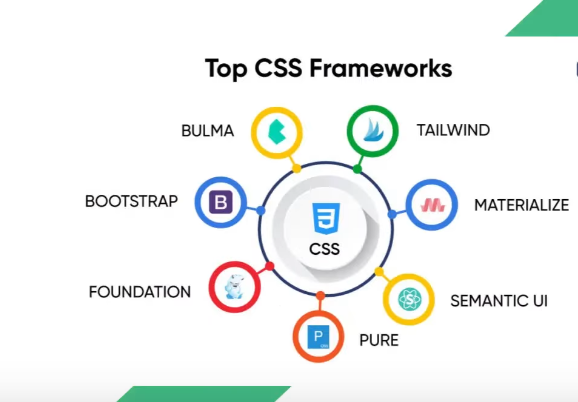 Top CSS Frameworks
BULMA
TAILWIND
BOOTSTRAP
B
MATERIALIZE
CSS
FOUNDATION
S
SEMANTIC UI
P
PURE